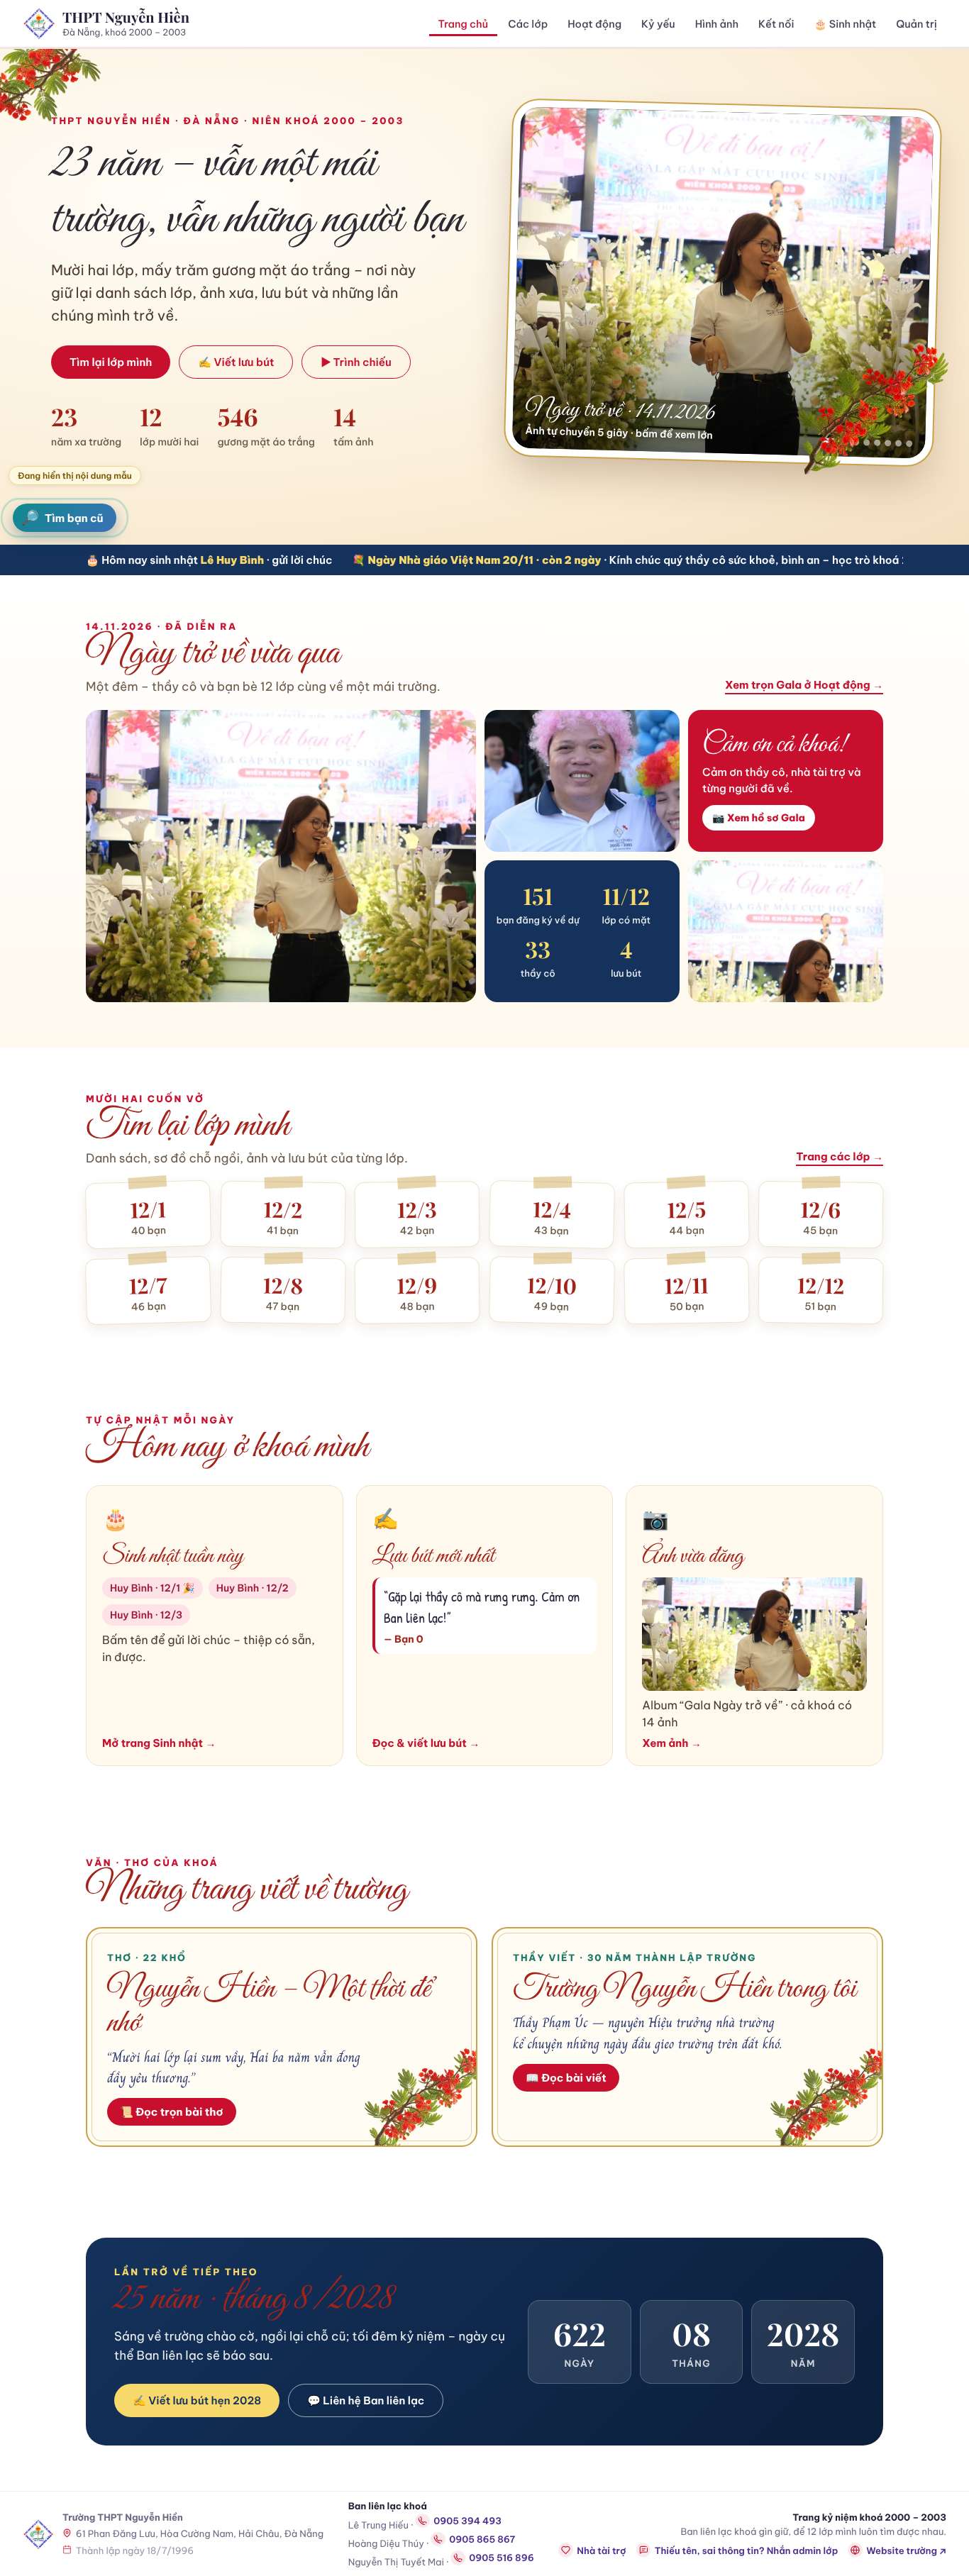 THPT Nguyễn Hiền
Đà Nẵng, khoá 2000 – 2003
Trang chủ
Các lớp
Hoạt động
Kỷ yếu
Hình ảnh
Kết nối
🎂 Sinh nhật
Quản trị
THPT NGUYỄN HIỀN · ĐÀ NẴNG · NIÊN KHOÁ 2000 – 2003
23 năm – vẫn một mái
trường, vẫn những người bạn
Mười hai lớp, mấy trăm gương mặt áo trắng – nơi này
giữ lại danh sách lớp, ảnh xưa, lưu bút và những lần
chúng mình trở về.
Tìm lại lớp mình
✍️ Viết lưu bút
▶ Trình chiếu
23
năm xa trường
12
lớp mười hai
546
gương mặt áo trắng
14
tấm ảnh
Về đi bạn ơi!
GALA GẶP MẶT CỰU HỌC SINH
Ngày trở về · 14.11.2026
Ảnh tự chuyển 5 giây · bấm để xem lớn
Đang hiển thị nội dung mẫu
🔎 Tìm bạn cũ
🎂 Hôm nay sinh nhật Lê Huy Bình · gửi lời chúc
💐 Ngày Nhà giáo Việt Nam 20/11 · còn 2 ngày · Kính chúc quý thầy cô sức khoẻ, bình an – học trò khoá
14.11.2026 · ĐÃ DIỄN RA
Ngày trở về vừa qua
Một đêm – thầy cô và bạn bè 12 lớp cùng về một mái trường.
Xem trọn Gala ở Hoạt động →
Về đi bạn ơi!
GALA GẶP MẶT CỰU HỌC SINH
Cảm ơn cả khoá!
Cảm ơn thầy cô, nhà tài trợ và
từng người đã về.
📷 Xem hồ sơ Gala
151
bạn đăng ký về dự
11/12
lớp có mặt
33
thầy cô
4
lưu bút
Về đi bạn ơi!
GALA GẶP MẶT CỰU HỌC SINH
MƯỜI HAI CUỐN VỞ
Tìm lại lớp mình
Danh sách, sơ đồ chỗ ngồi, ảnh và lưu bút của từng lớp.
Trang các lớp →
12/1
40 bạn
12/2
41 bạn
12/3
42 bạn
12/4
43 bạn
12/5
44 bạn
12/6
45 bạn
12/7
46 bạn
12/8
47 bạn
12/9
48 bạn
12/10
49 bạn
12/11
50 bạn
12/12
51 bạn
TỰ CẬP NHẬT MỖI NGÀY
Hôm nay ở khoá mình
🎂
Sinh nhật tuần này
Huy Bình · 12/1 🎉
Huy Bình · 12/2
Huy Bình · 12/3
Bấm tên để gửi lời chúc – thiệp có sẵn,
in được.
Mở trang Sinh nhật →
✍️
Lưu bút mới nhất
“Gặp lại thầy cô mà rưng rưng. Cảm ơn
Ban liên lạc!”
— Bạn 0
Đọc & viết lưu bút →
📷
Ảnh vừa đăng
Album “Gala Ngày trở về” · cả khoá có
14 ảnh
Xem ảnh →
VĂN · THƠ CỦA KHOÁ
Những trang viết về trường
THƠ · 22 KHỔ
Nguyễn Hiền – Một thời để
nhớ
“Mười hai lớp lại sum vầy, Hai ba năm vẫn đong
đầy yêu thương.”
📜 Đọc trọn bài thơ
THẦY VIẾT · 30 NĂM THÀNH LẬP TRƯỜNG
Trường Nguyễn Hiền trong tôi
Thầy Phạm Úc — nguyên Hiệu trưởng nhà trường
kể chuyện những ngày đầu gieo trường trên đất khó.
📖 Đọc bài viết
LẦN TRỞ VỀ TIẾP THEO
25 năm · tháng 8/2028
Sáng về trường chào cờ, ngồi lại chỗ cũ; tối đêm kỷ niệm – ngày cụ
thể Ban liên lạc sẽ báo sau.
✍️ Viết lưu bút hẹn 2028
💬 Liên hệ Ban liên lạc
622
NGÀY
08
THÁNG
2028
NĂM
Trường THPT Nguyễn Hiền
61 Phan Đăng Lưu, Hòa Cường Nam, Hải Châu, Đà Nẵng
Thành lập ngày 18/7/1996
Ban liên lạc khoá
Lê Trung Hiếu · 0905 394 493
Hoàng Diệu Thúy · 0905 865 867
Nguyễn Thị Tuyết Mai · 0905 516 896
Trang kỷ niệm khoá 2000 – 2003
Ban liên lạc khoá gìn giữ, để 12 lớp mình luôn tìm được nhau.
Nhà tài trợ
Thiếu tên, sai thông tin? Nhắn admin lớp
Website trường ↗